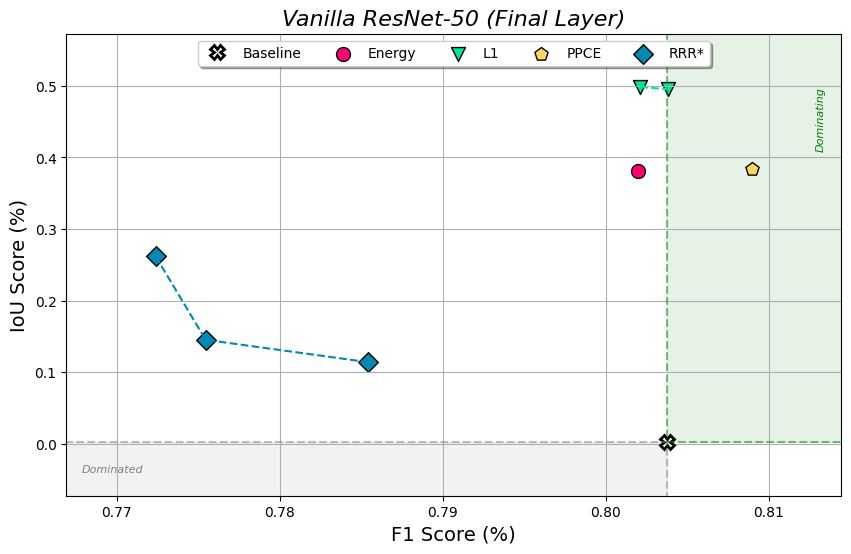 Vanilla ResNet-50 (Final Layer)
Baseline Energy L1 PPCE RRR*
Dominating
IoU Score (%)
0.5
0.4
0.3
0.2
0.1
0.0
Dominated
0.77 0.78 0.79 0.80 0.81
F1 Score (%)